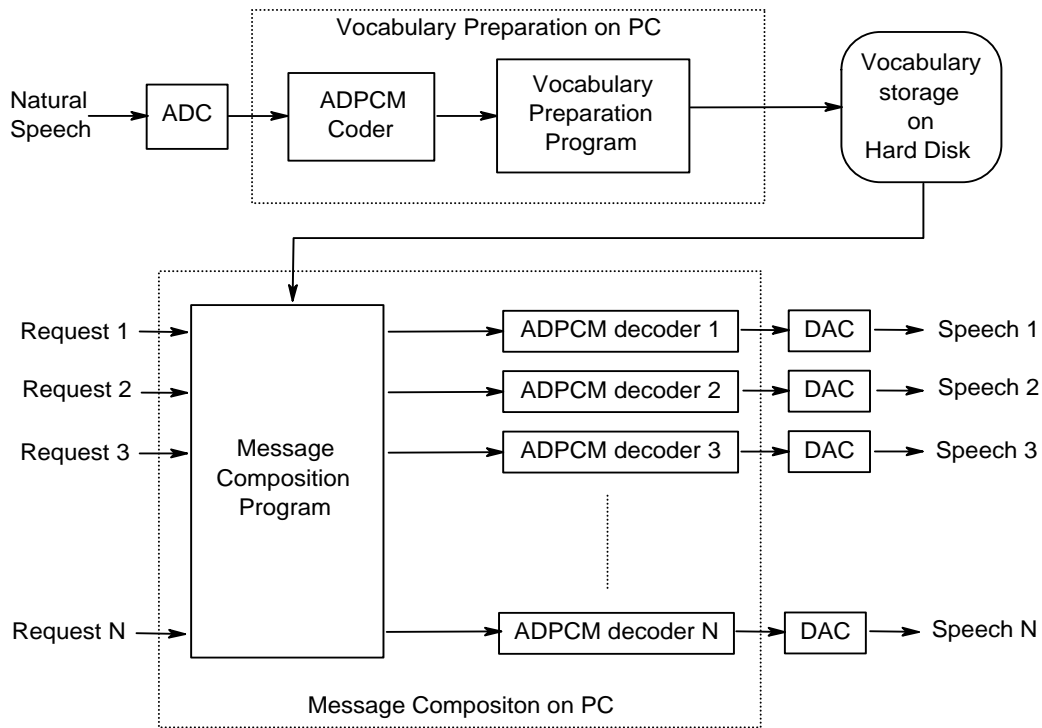 Vocabulary Preparation on PC
Natural
Speech
ADC
ADPCM
Coder
Vocabulary
Preparation
Program
Vocabulary
storage
on
Hard Disk
Request 1
Request 2
Request 3
Request N
Message
Composition
Program
ADPCM decoder 1
DAC
Speech 1
ADPCM decoder 2
DAC
Speech 2
ADPCM decoder 3
DAC
Speech 3
ADPCM decoder N
DAC
Speech N
Message Compositon on PC